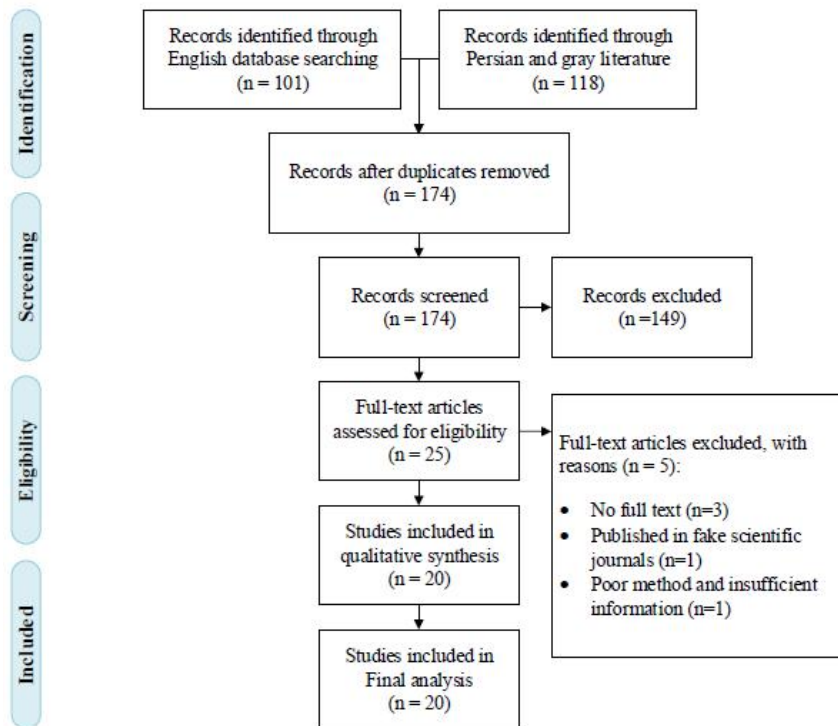 Identification
Records identified through
English database searching
(n = 101)
Records identified through
Persian and gray literature
(n = 118)
Records after duplicates removed
(n = 174)
Screening
Records screened
(n = 174)
Records excluded
(n =149)
Eligibility
Full-text articles
assessed for eligibility
(n = 25)
Full-text articles excluded, with
reasons (n = 5):
• No full text (n=3)
• Published in fake scientific
journals (n=1)
• Poor method and insufficient
information (n=1)
Studies included in
qualitative synthesis
(n = 20)
Included
Studies included in
Final analysis
(n = 20)